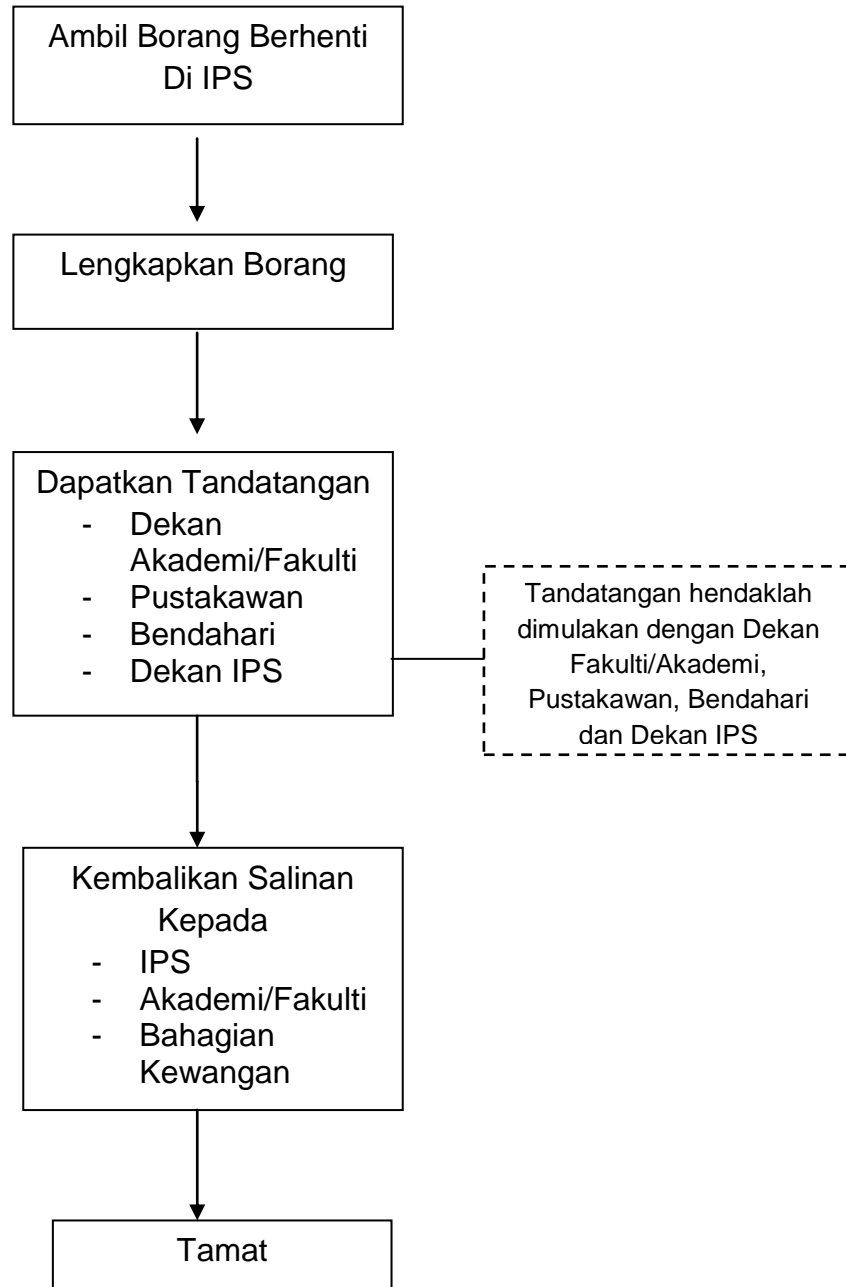 Ambil Borang Berhenti
Di IPS
Lengkapkan Borang
Dapatkan Tandatangan
- Dekan
Akademi/Fakulti
- Pustakawan
- Bendahari
- Dekan IPS
Tandatangan hendaklah
dimulakan dengan Dekan
Fakulti/Akademi,
Pustakawan, Bendahari
dan Dekan IPS
Kembalikan Salinan
Kepada
- IPS
- Akademi/Fakulti
- Bahagian
Kewangan
Tamat